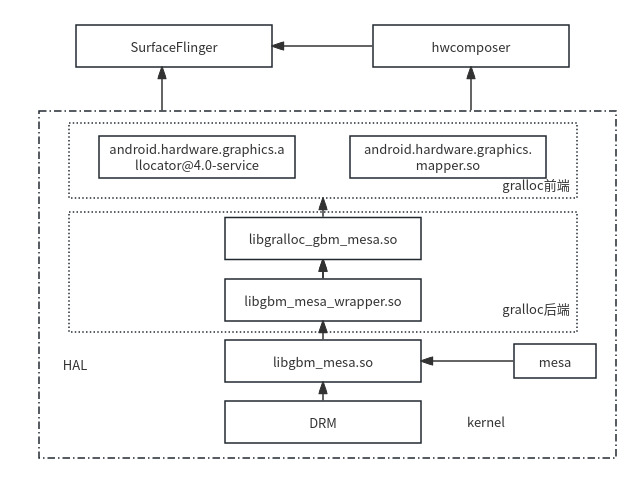 SurfaceFlinger
hwcomposer
android.hardware.graphics.a
llocator@4.0-service
android.hardware.graphics.
mapper.so
gralloc前端
libgralloc_gbm_mesa.so
libgbm_mesa_wrapper.so
gralloc后端
libgbm_mesa.so
mesa
HAL
DRM
kernel